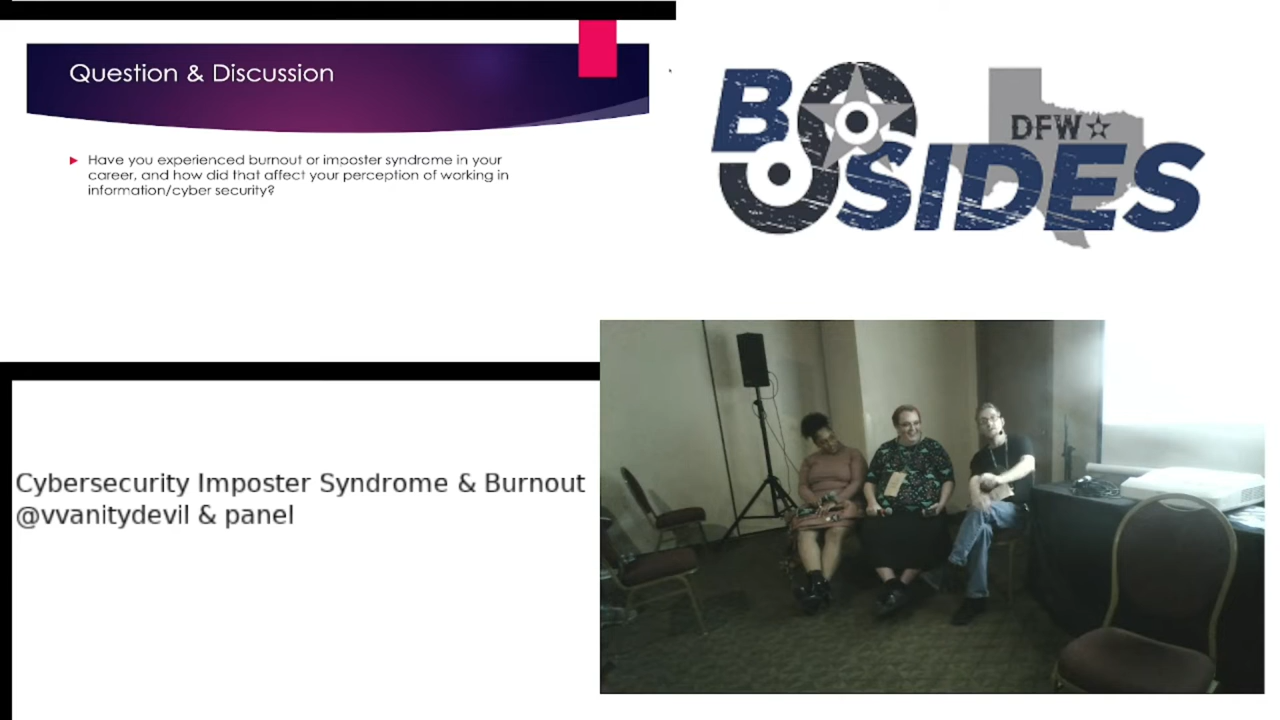 Question & Discussion
Have you experienced burnout or imposter syndrome in your
career, and how did that affect your perception of working in
information/cyber security?
BSIDES
DFW
Cybersecurity Imposter Syndrome & Burnout
@vvanitydevil & panel